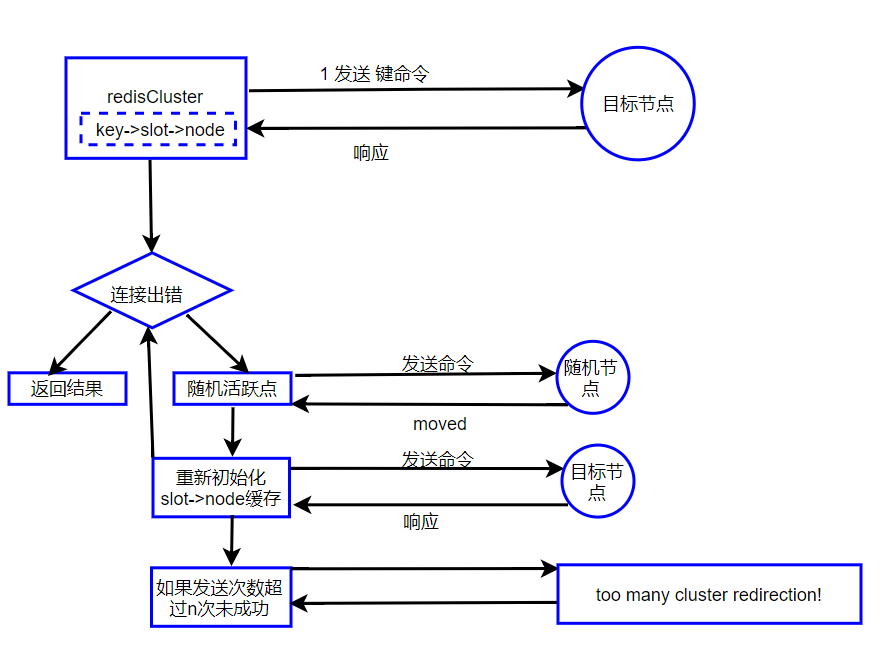 1 发送 键命令
redisCluster
key->slot->node
目标节点
响应
连接出错
返回结果
随机活跃点
发送命令
随机节
点
moved
重新初始化
slot->node缓存
发送命令
目标节
点
响应
如果发送次数超
过n次未成功
too many cluster redirection!